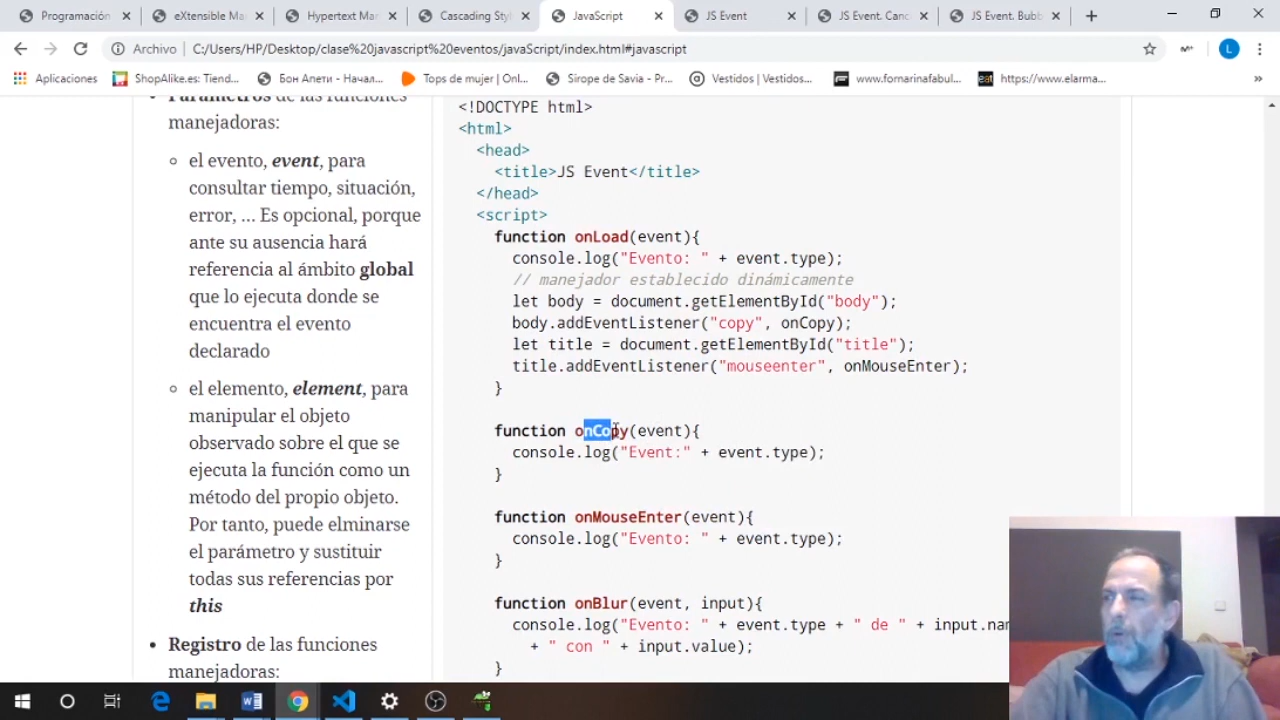 Programación
eXtensible Ma
Hypertext Mar
Cascading Styl
JavaScript
JS Event
JS Event. Canc
JS Event. Bubb
Archivo | C:/Users/HP/Desktop/clase%20javascript%20eventos/javaScript/index.html#javascript
L
Aplicaciones
ShopAlike.es: Tiend...
Бон Апети - Начал...
Tops de mujer | Onl...
Sirope de Savia - Pr...
Vestidos | Vestidos...
www.fornarinafabul...
eat
https://www.elarma...
»
• Parámetros de las funciones
manejadoras:
◦ el evento, event, para
consultar tiempo, situación,
error, ... Es opcional, porque
ante su ausencia hará
referencia al ámbito global
que lo ejecuta donde se
encuentra el evento
declarado
◦ el elemento, element, para
manipular el objeto
observado sobre el que se
ejecuta la función como un
método del propio objeto.
Por tanto, puede elminarse
el parámetro y sustituir
todas sus referencias por
this
• Registro de las funciones
manejadoras:
<!DOCTYPE html>
<html>
<head>
<title>JS Event</title>
</head>
<script>
function onLoad(event){
console.log("Evento: " + event.type);
// manejador establecido dinámicamente
let body = document.getElementById("body");
body.addEventListener("copy", onCopy);
let title = document.getElementById("title");
title.addEventListener("mouseenter", onMouseEnter);
}
function onCopy(event){
console.log("Event:" + event.type);
}
function onMouseEnter(event){
console.log("Evento: " + event.type);
}
function onBlur(event, input){
console.log("Evento: " + event.type + " de " + input.nam
+ " con " + input.value);
}